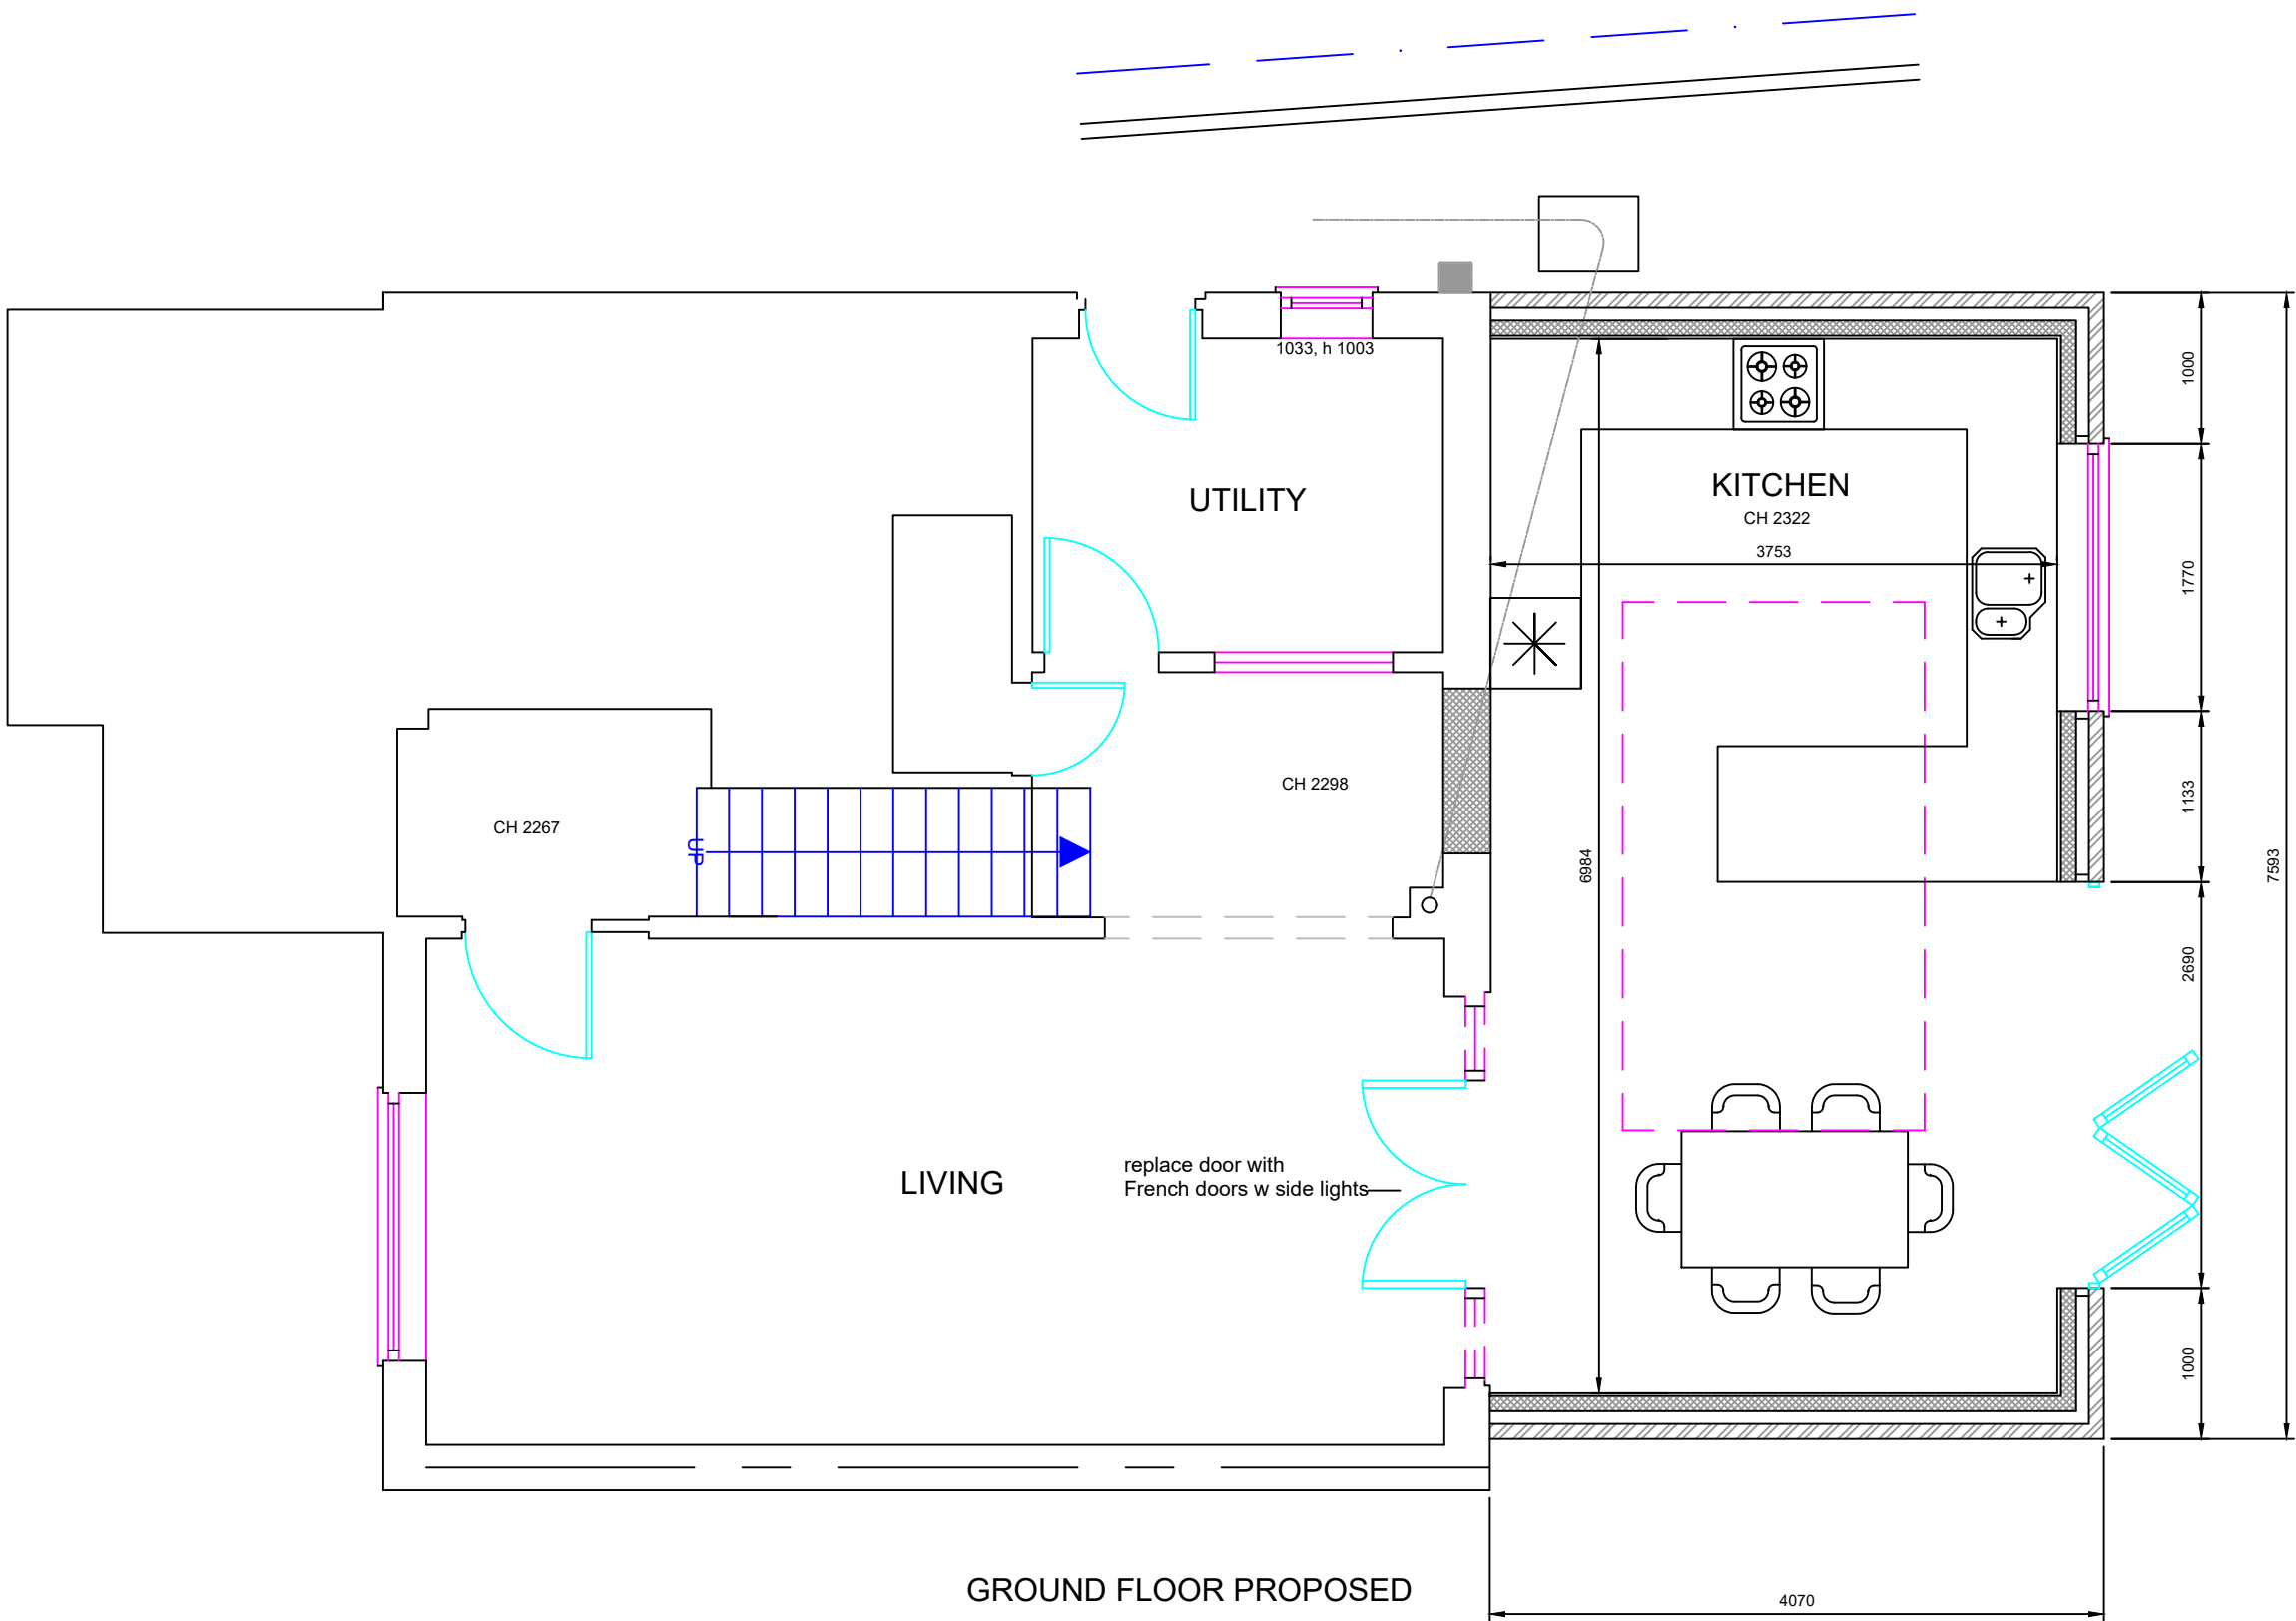 1033, h 1003
1000
UTILITY
KITCHEN
CH 2322
3753
1770
CH 2298
1133
CH 2267
UP
6984
7593
2690
replace door with
French doors w side lights
LIVING
1000
GROUND FLOOR PROPOSED
4070